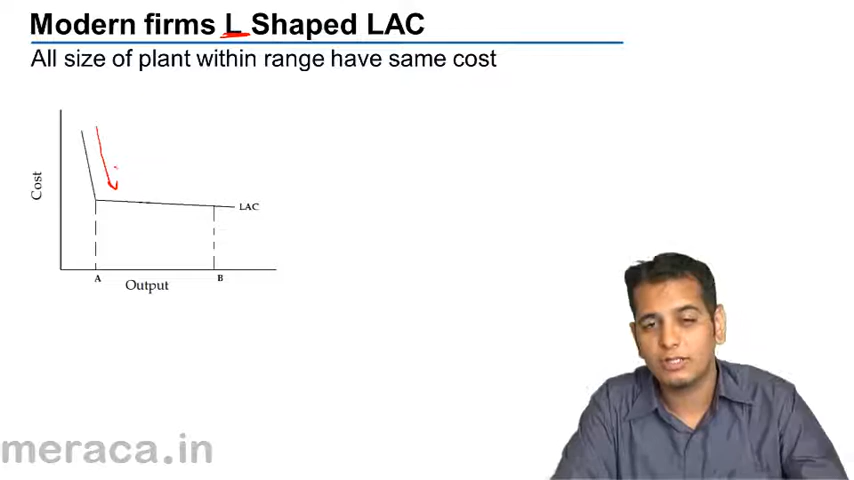 Modern firms L Shaped LAC
All size of plant within range have same cost
Cost
LAC
A
B
Output
meraca.in